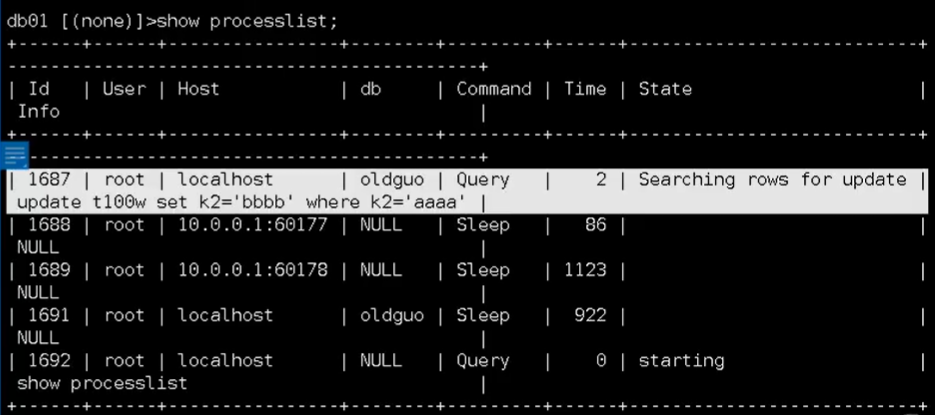 db01 [(none)]>show processlist;
+------+------+-----------------+--------+---------+------+---------------------------+
---------------------------------------------+
| Id | User | Host | db | Command | Time | State |
Info |
+------+------+-----------------+--------+---------+------+---------------------------+
---------------------------------------------+
| 1687 | root | localhost | oldguo | Query | 2 | Searching rows for update |
update t100w set k2='bbbb' where k2='aaaa' |
| 1688 | root | 10.0.0.1:60177 | NULL | Sleep | 86 | |
NULL |
| 1689 | root | 10.0.0.1:60178 | NULL | Sleep | 1123 | |
NULL |
| 1691 | root | localhost | oldguo | Sleep | 922 | |
NULL |
| 1692 | root | localhost | NULL | Query | 0 | starting |
show processlist |
+------+------+-----------------+--------+---------+------+---------------------------+